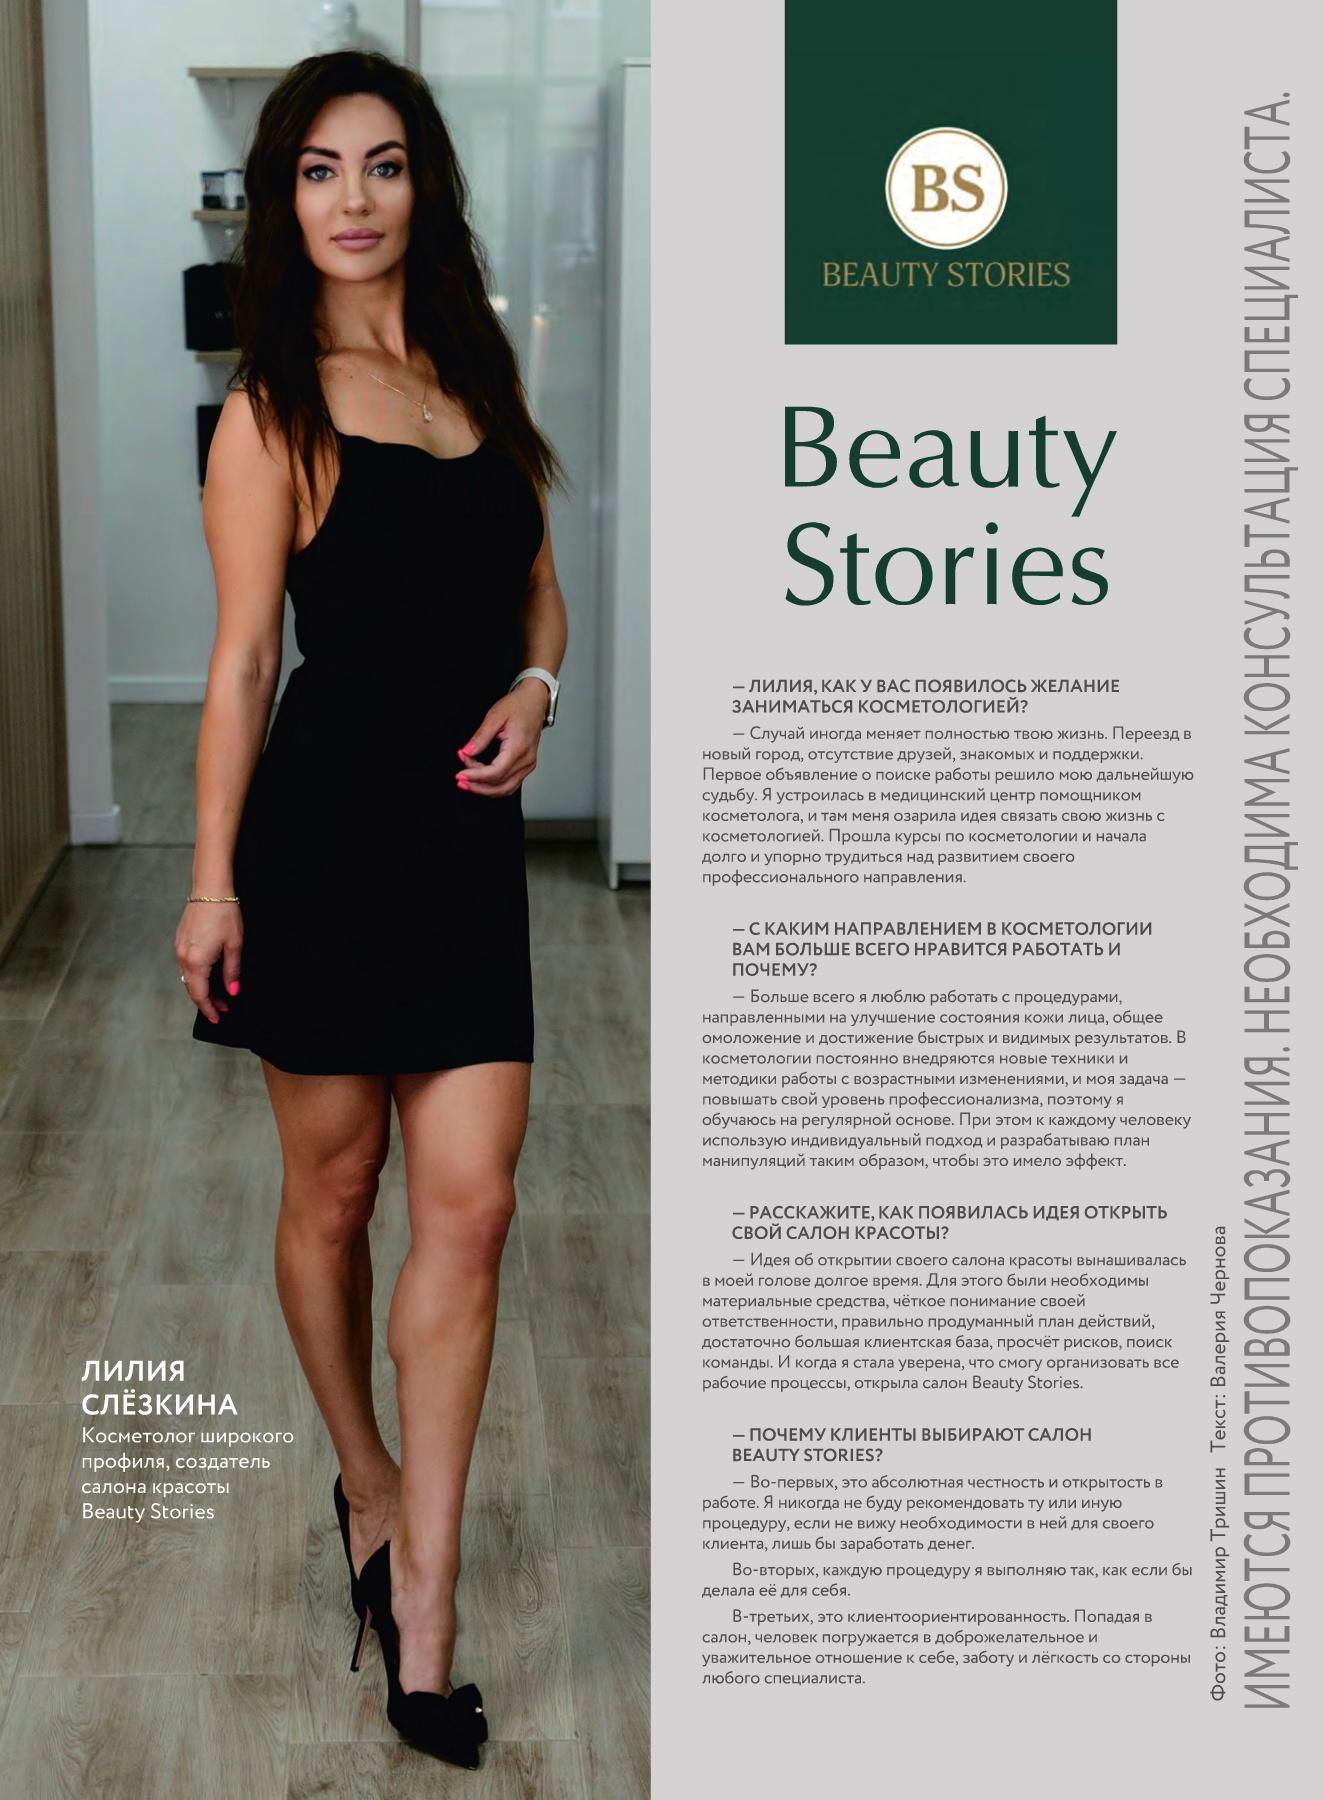 BS
BEAUTY STORIES
Beauty
Stories
— ЛИЛИЯ, КАК У ВАС ПОЯВИЛОСЬ ЖЕЛАНИЕ
ЗАНИМАТЬСЯ КОСМЕТОЛОГИЕЙ?
— Случай иногда меняет полностью твою жизнь. Переезд в
новый город, отсутствие друзей, знакомых и поддержки.
Первое объявление о поиске работы решило мою дальнейшую
судьбу. Я устроилась в медицинский центр помощником
косметолога, и там меня озарила идея связать свою жизнь с
косметологией. Прошла курсы по косметологии и начала
долго и упорно трудиться над развитием своего
профессионального направления.
— С КАКИМ НАПРАВЛЕНИЕМ В КОСМЕТОЛОГИИ
ВАМ БОЛЬШЕ ВСЕГО НРАВИТСЯ РАБОТАТЬ И
ПОЧЕМУ?
— Больше всего я люблю работать с процедурами,
направленными на улучшение состояния кожи лица, общее
омоложение и достижение быстрых и видимых результатов. В
косметологии постоянно внедряются новые техники и
методики работы с возрастными изменениями, и моя задача —
повышать свой уровень профессионализма, поэтому я
обучаюсь на регулярной основе. При этом к каждому человеку
использую индивидуальный подход и разрабатываю план
манипуляций таким образом, чтобы это имело эффект.
— РАССКАЖИТЕ, КАК ПОЯВИЛАСЬ ИДЕЯ ОТКРЫТЬ
СВОЙ САЛОН КРАСОТЫ?
— Идея об открытии своего салона красоты вынашивалась
в моей голове долгое время. Для этого были необходимы
материальные средства, чёткое понимание своей
ответственности, правильно продуманный план действий,
достаточно большая клиентская база, просчёт рисков, поиск
команды. И когда я стала уверена, что смогу организовать все
рабочие процессы, открыла салон Beauty Stories.
— ПОЧЕМУ КЛИЕНТЫ ВЫБИРАЮТ САЛОН
BEAUTY STORIES?
— Во-первых, это абсолютная честность и открытость в
работе. Я никогда не буду рекомендовать ту или иную
процедуру, если не вижу необходимости в ней для своего
клиента, лишь бы заработать денег.
Во-вторых, каждую процедуру я выполняю так, как если бы
делала её для себя.
В-третьих, это клиентоориентированность. Попадая в
салон, человек погружается в доброжелательное и
уважительное отношение к себе, заботу и лёгкость со стороны
любого специалиста.
ЛИЛИЯ
СЛЁЗКИНА
Косметолог широкого
профиля, создатель
салона красоты
Beauty Stories
Фото: Владимир Тришин Текст: Валерия Чернова
ИМЕЮТСЯ ПРОТИВОПОКАЗАНИЯ. НЕОБХОДИМА КОНСУЛЬТАЦИЯ СПЕЦИАЛИСТА.